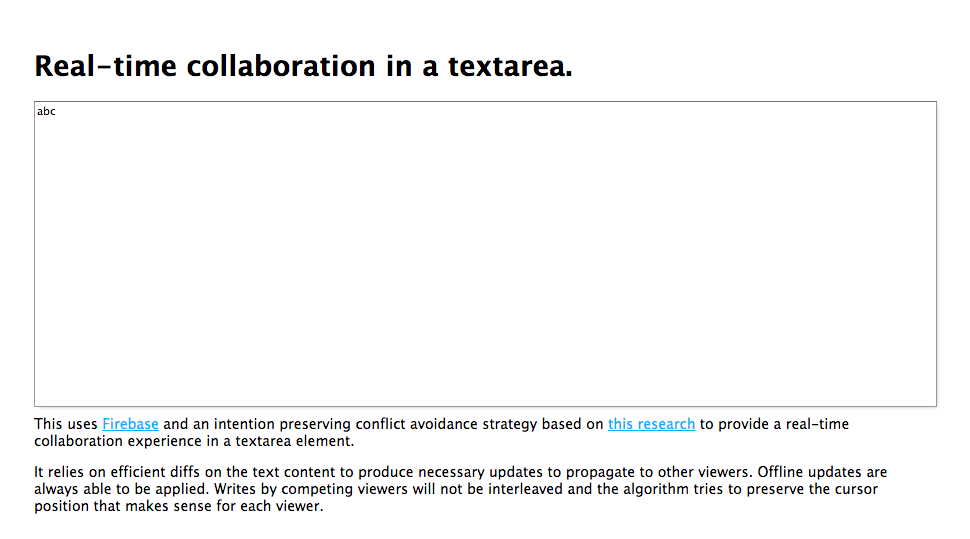 Real-time collaboration in a textarea.
abc
This uses Firebase and an intention preserving conflict avoidance strategy based on this research to provide a real-time
collaboration experience in a textarea element.
It relies on efficient diffs on the text content to produce necessary updates to propagate to other viewers. Offline updates are
always able to be applied. Writes by competing viewers will not be interleaved and the algorithm tries to preserve the cursor
position that makes sense for each viewer.